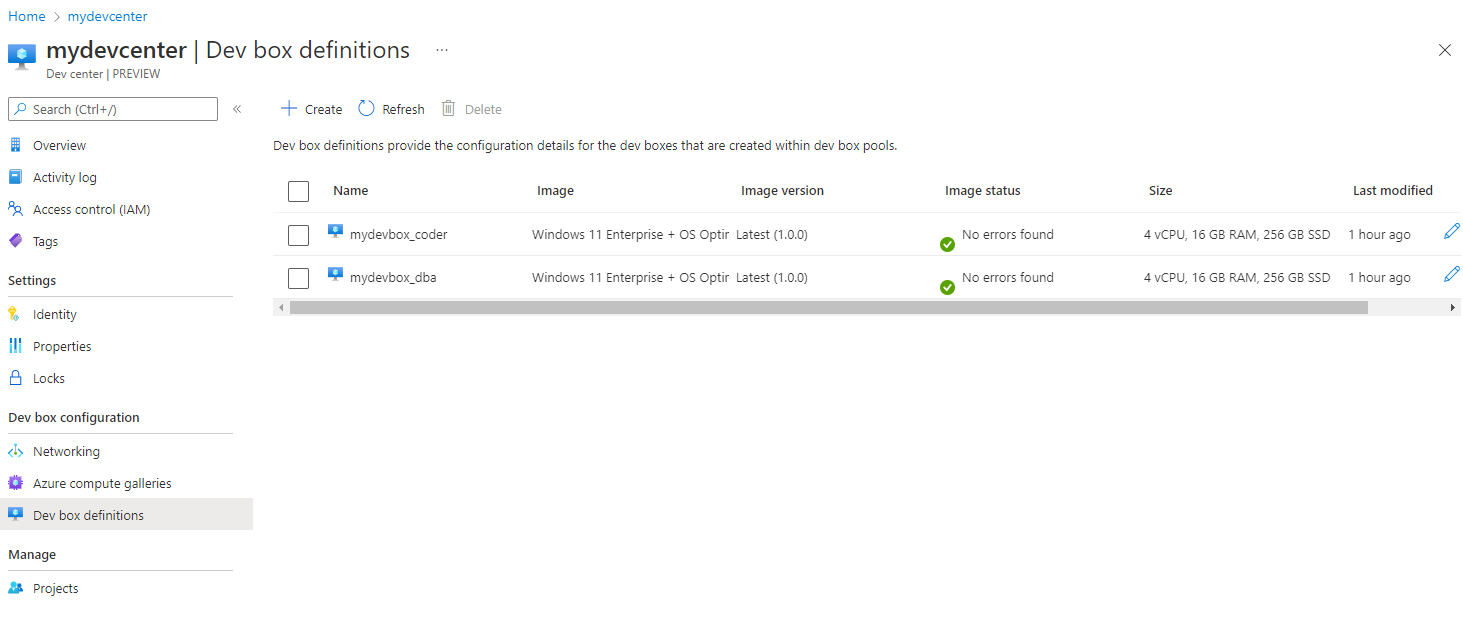 Home > mydevcenter
mydevcenter | Dev box definitions ...
Dev center | PREVIEW
Search (Ctrl+/)
«
Overview
Activity log
Access control (IAM)
Tags
Settings
Identity
Properties
Locks
Dev box configuration
Networking
Azure compute galleries
Dev box definitions
Manage
Projects
Create Refresh Delete
Dev box definitions provide the configuration details for the dev boxes that are created within dev box pools.
Name Image Image version Image status Size Last modified
mydevbox_coder Windows 11 Enterprise + OS Optir Latest (1.0.0) No errors found 4 vCPU, 16 GB RAM, 256 GB SSD 1 hour ago
mydevbox_dba Windows 11 Enterprise + OS Optir Latest (1.0.0) No errors found 4 vCPU, 16 GB RAM, 256 GB SSD 1 hour ago